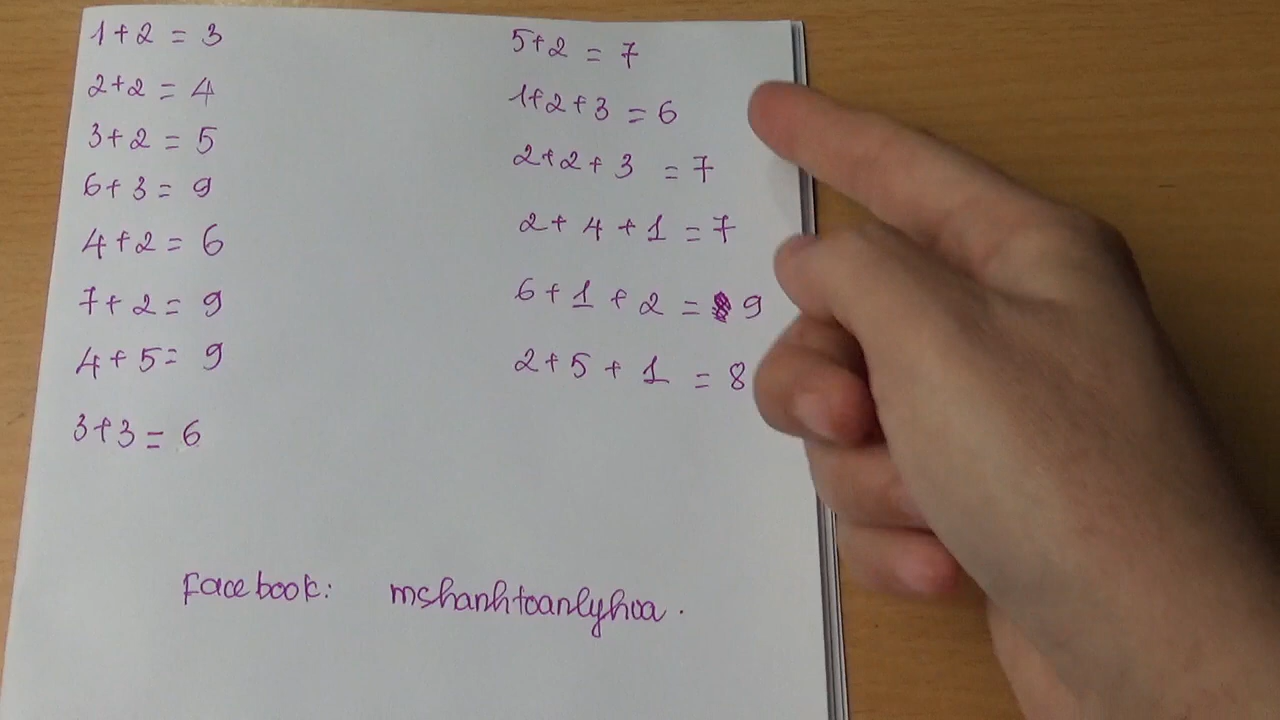 1+2 = 3
2+2 = 4
3+2 = 5
6+3 = 9
4+2 = 6
7+2 = 9
4+5 = 9
3+3 = 6
5+2 = 7
1+2+3 = 6
2+2+3 = 7
2+4+1 = 7
6+1+2 = 9
2+5+1 = 8
Facebook: mshanhtoanlyhoa.